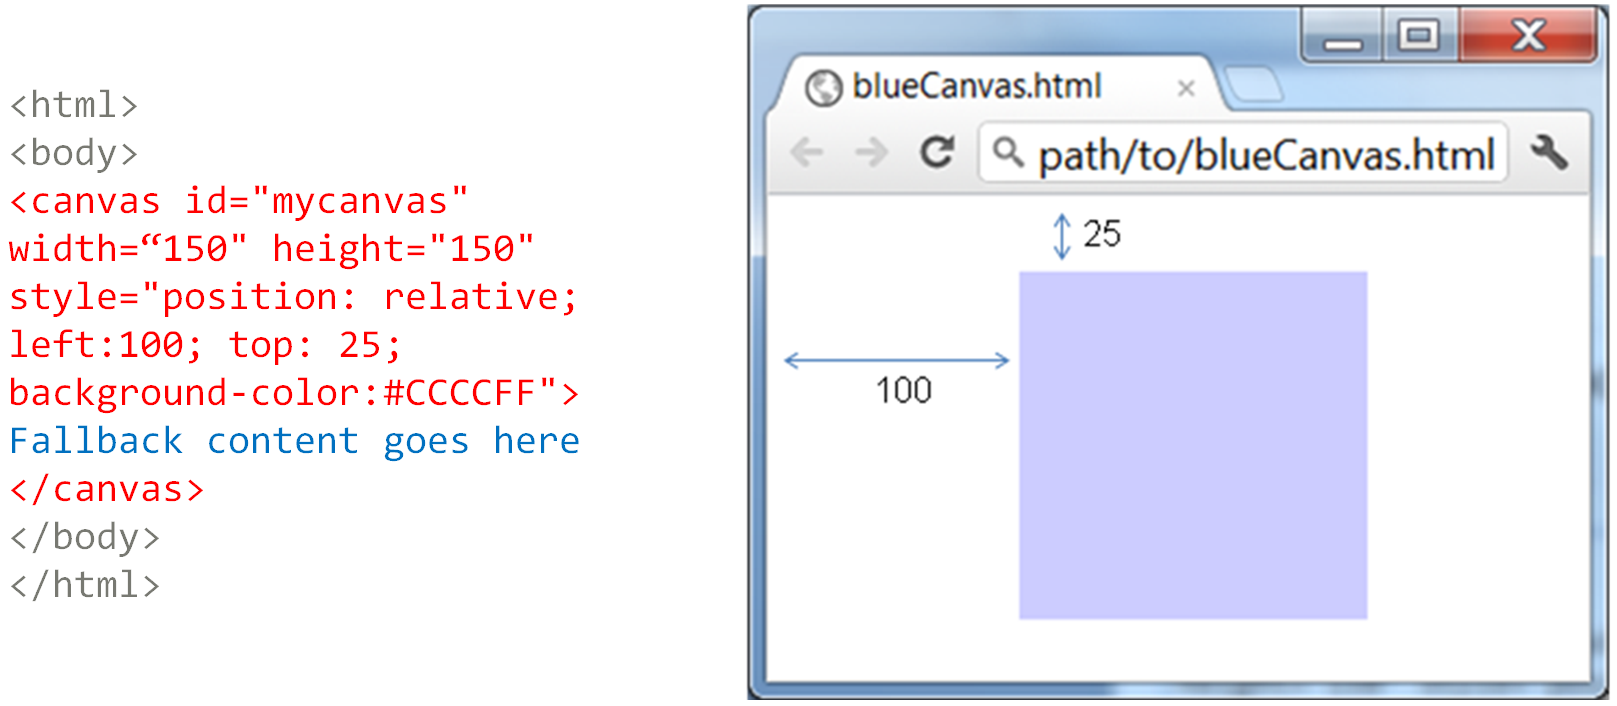 <html>
<body>
<canvas id="mycanvas"
width=“150" height="150"
style="position: relative;
left:100; top: 25;
background-color:#CCCCFF">
Fallback content goes here
</canvas>
</body>
</html>
blueCanvas.html
path/to/blueCanvas.html
25
100